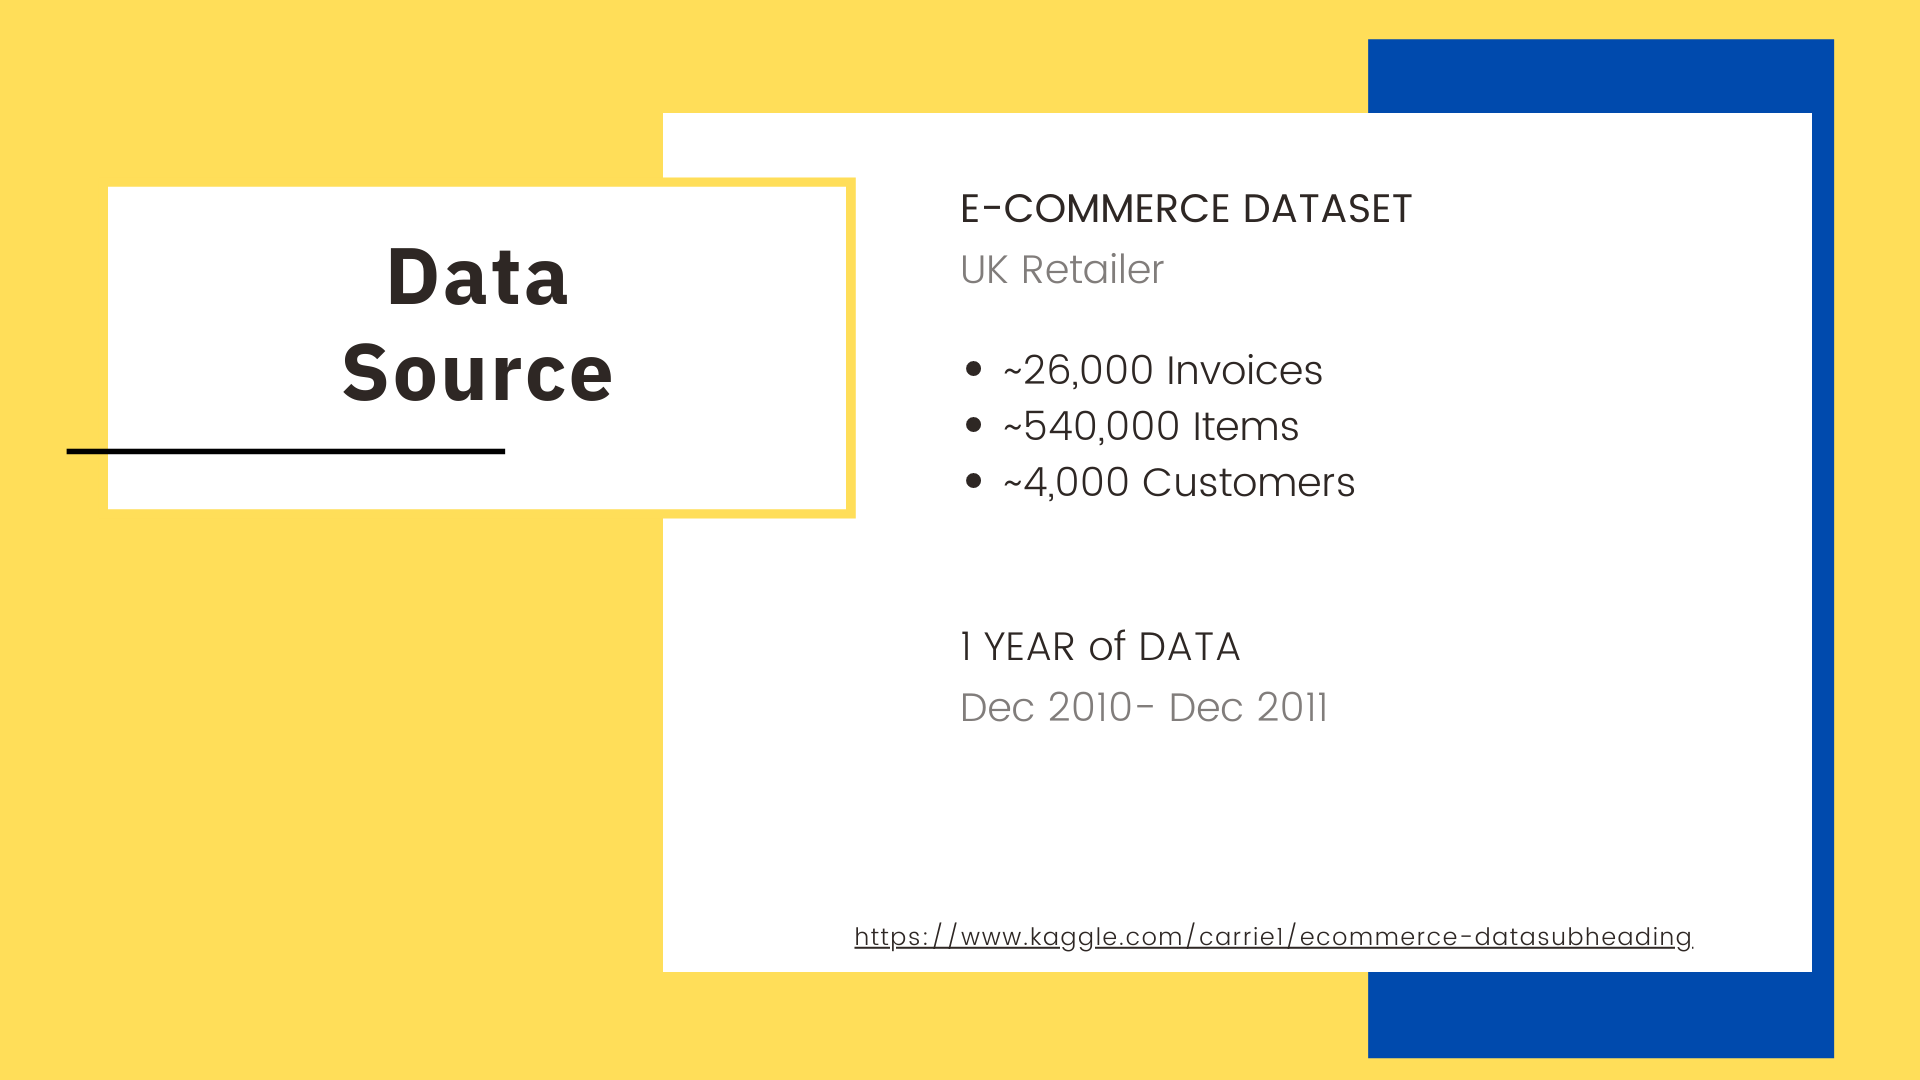 Data
Source
E-COMMERCE DATASET
UK Retailer
• ~26,000 Invoices
• ~540,000 Items
• ~4,000 Customers
1 YEAR of DATA
Dec 2010- Dec 2011
https://www.kaggle.com/carrie1/ecommerce-datasubheading